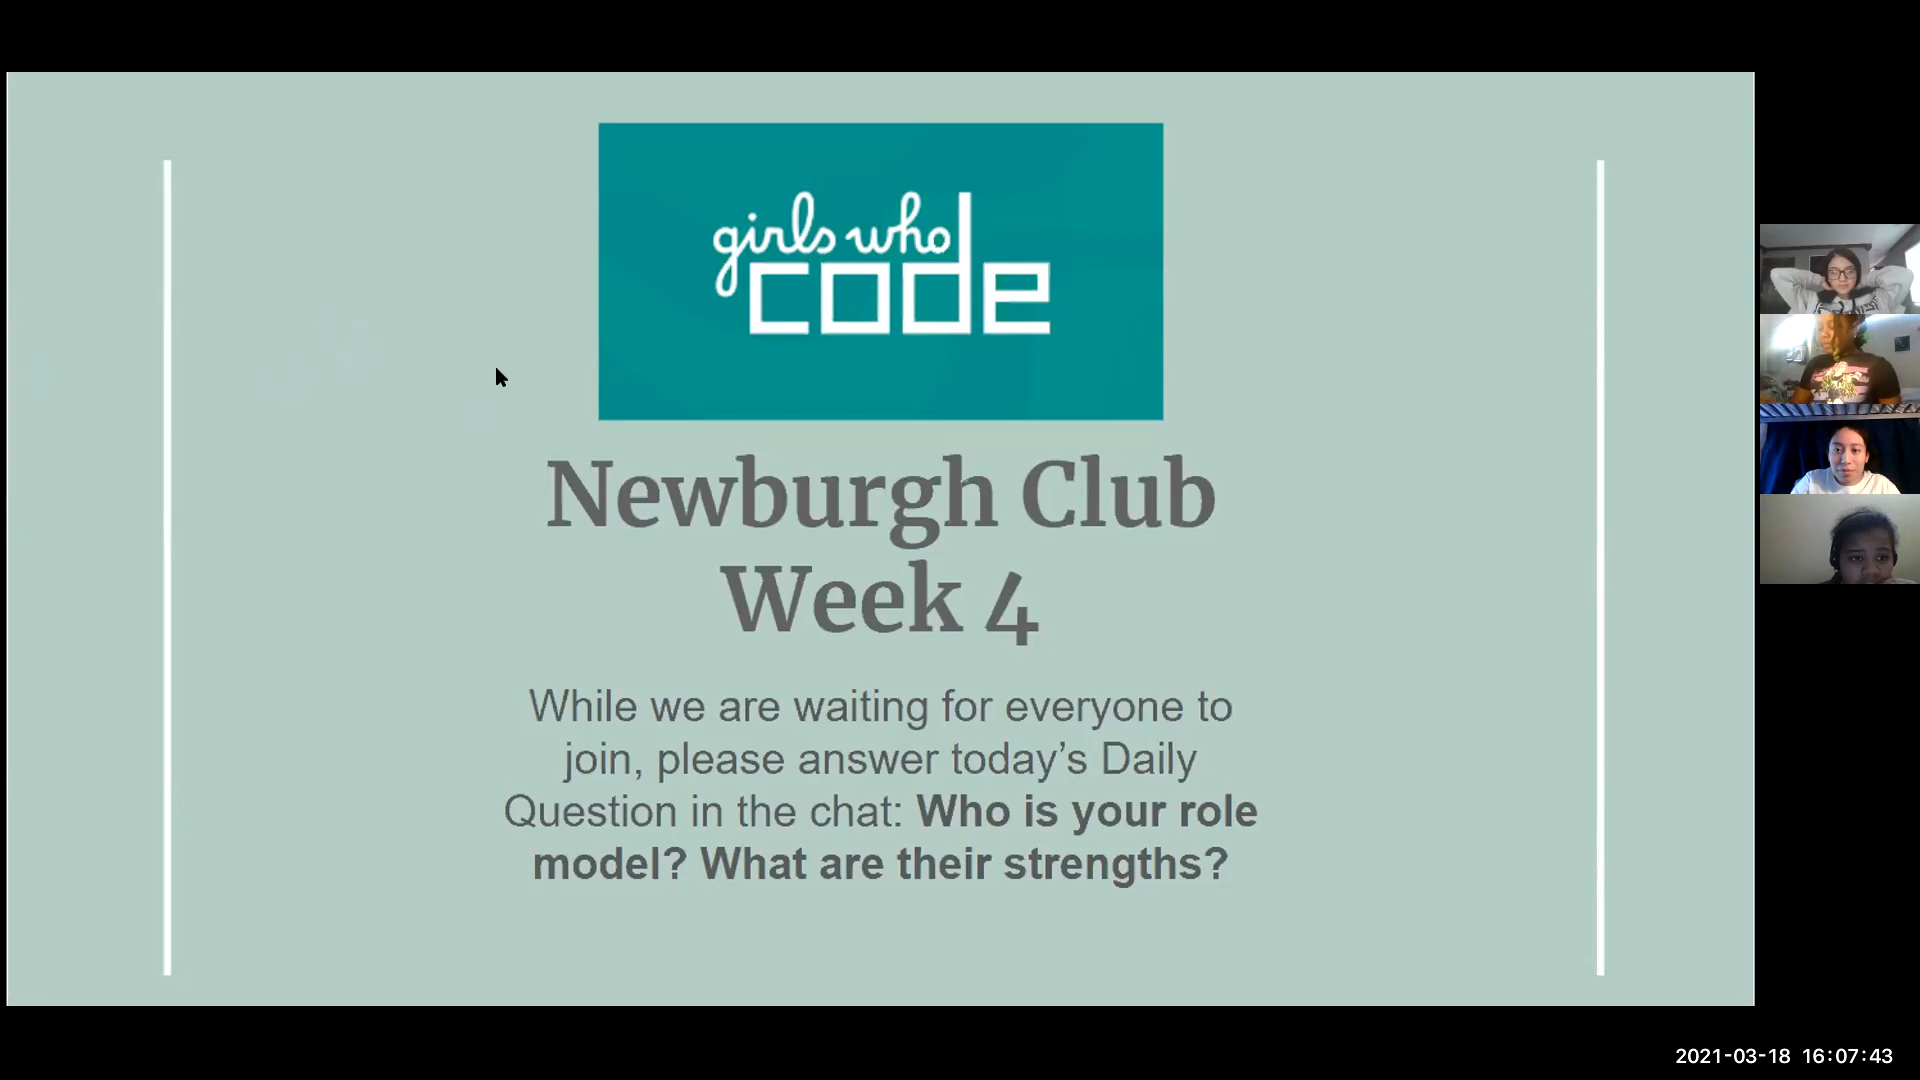 girls who
code
Newburgh Club
Week 4
While we are waiting for everyone to
join, please answer today’s Daily
Question in the chat: Who is your role
model? What are their strengths?
2021-03-18 16:07:43